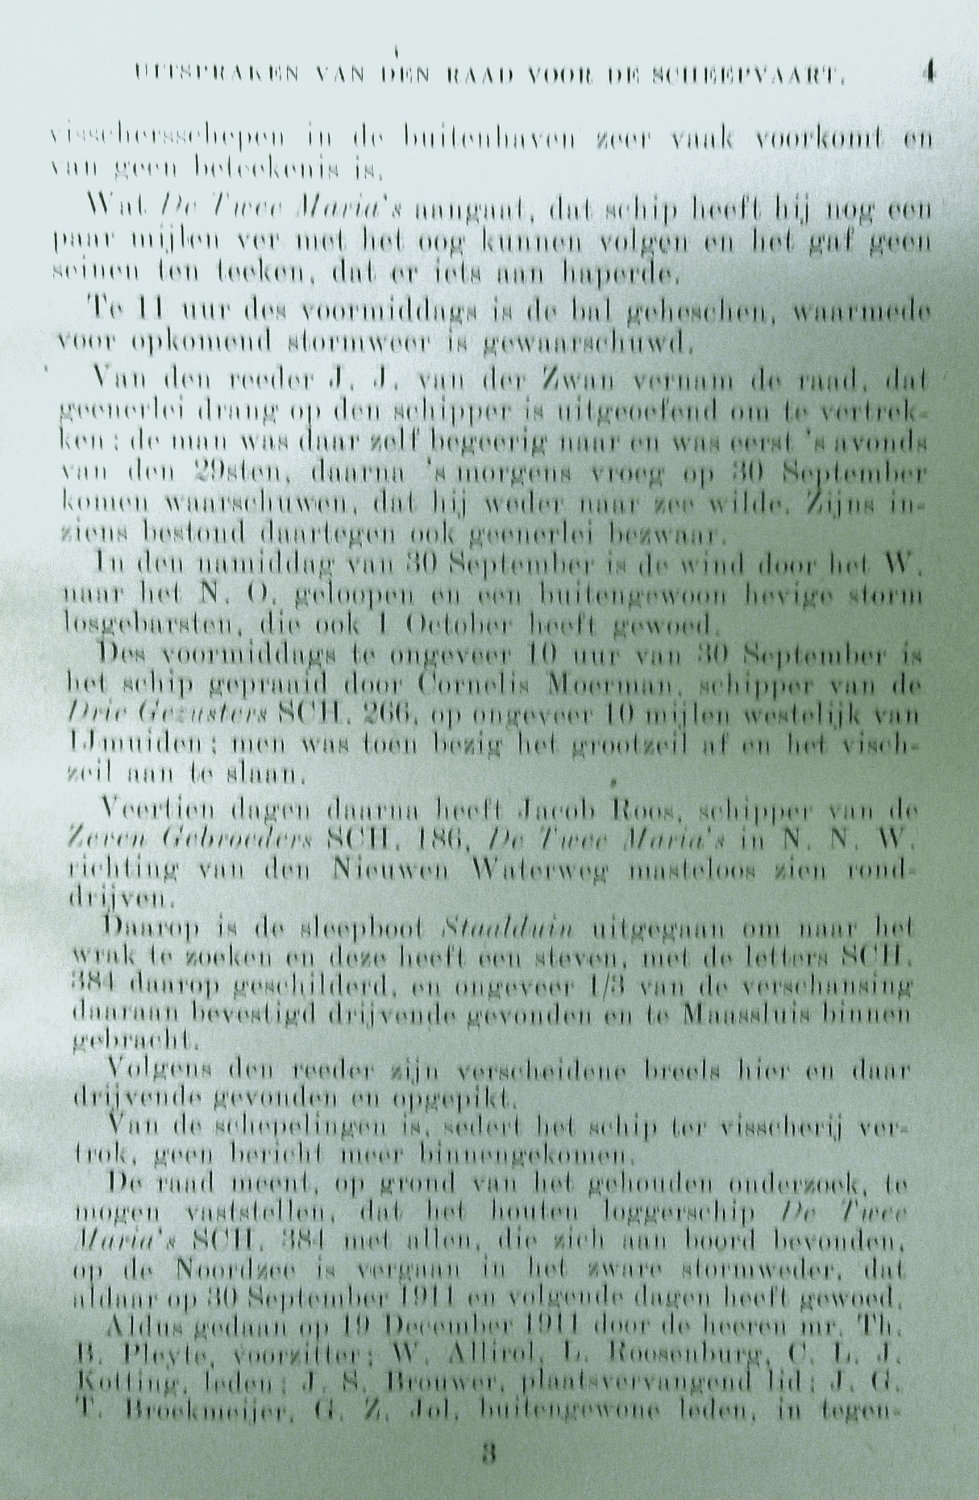 UITSPRAKEN VAN DEN RAAD VOOR DE SCHEEPVAART. 4
visschersschepen in de buitenhaven zeer vaak voorkomt en
van geen beteekenis is.
Wat De Twee Maria's aangaat, dat schip heeft hij nog een
paar mijlen ver met het oog kunnen volgen en het gaf geen
seinen ten teeken, dat er iets aan haperde.
Te 11 uur des voormiddags is de bal geheschen, waarmede
voor opkomend stormweer is gewaarschuwd.
Van den reeder J. J. van der Zwan vernam de raad, dat
geenerlei drang op den schipper is uitgeoefend om te vertrek-
ken; de man was daar zelf begeerig naar en was eerst 's avonds
van den 29sten, daarna 's morgens vroeg op 30 September
komen waarschuwen, dat hij weder naar zee wilde. Zijns in-
ziens bestond daartegen ook geenerlei bezwaar.
In den namiddag van 30 September is de wind door het W.
naar het N. O. geloopen en een buitengewoon hevige storm
losgebarsten, die ook 1 October heeft gewoed.
Des voormiddags te ongeveer 10 uur van 30 September is
het schip gepraaid door Cornelis Moerman, schipper van de
Drie Gezusters SCH. 266, op ongeveer 10 mijlen westelijk van
IJmuiden; men was toen bezig het grootzeil af en het visch-
zeil aan te slaan.
Veertien dagen daarna heeft Jacob Roos, schipper van de
Zeven Gebroeders SCH. 186, De Twee Maria's in N. N. W.
richting van den Nieuwen Waterweg masteloos zien rond-
drijven.
Daarop is de sleepboot Staalduin uitgegaan om naar het
wrak te zoeken en deze heeft een steven, met de letters SCH.
384 daarop geschilderd, en ongeveer 1/3 van de verschansing
daaraan bevestigd drijvende gevonden en te Maassluis binnen
gebracht.
Volgens den reeder zijn verscheidene breels hier en daar
drijvende gevonden en opgepikt.
Van de schepelingen is, sedert het schip ter visscherij ver-
trok, geen bericht meer binnengekomen.
De raad meent, op grond van het gehouden onderzoek, te
mogen vaststellen, dat het houten loggerschip De Twee
Maria's SCH. 384 met allen, die zich aan boord bevonden,
op de Noordzee is vergaan in het zware stormweder, dat
aldaar op 30 September 1911 en volgende dagen heeft gewoed.
Aldus gedaan op 19 December 1911 door de heeren mr. Th.
B. Pleyte, voorzitter; W. Allirol, L. Roosenburg, C. L. J.
Kotting, leden; J. S. Brouwer, plaatsvervangend lid; J. G.
T. Broekmeijer, G. Z. Jol, buitengewone leden, in tegen-
3